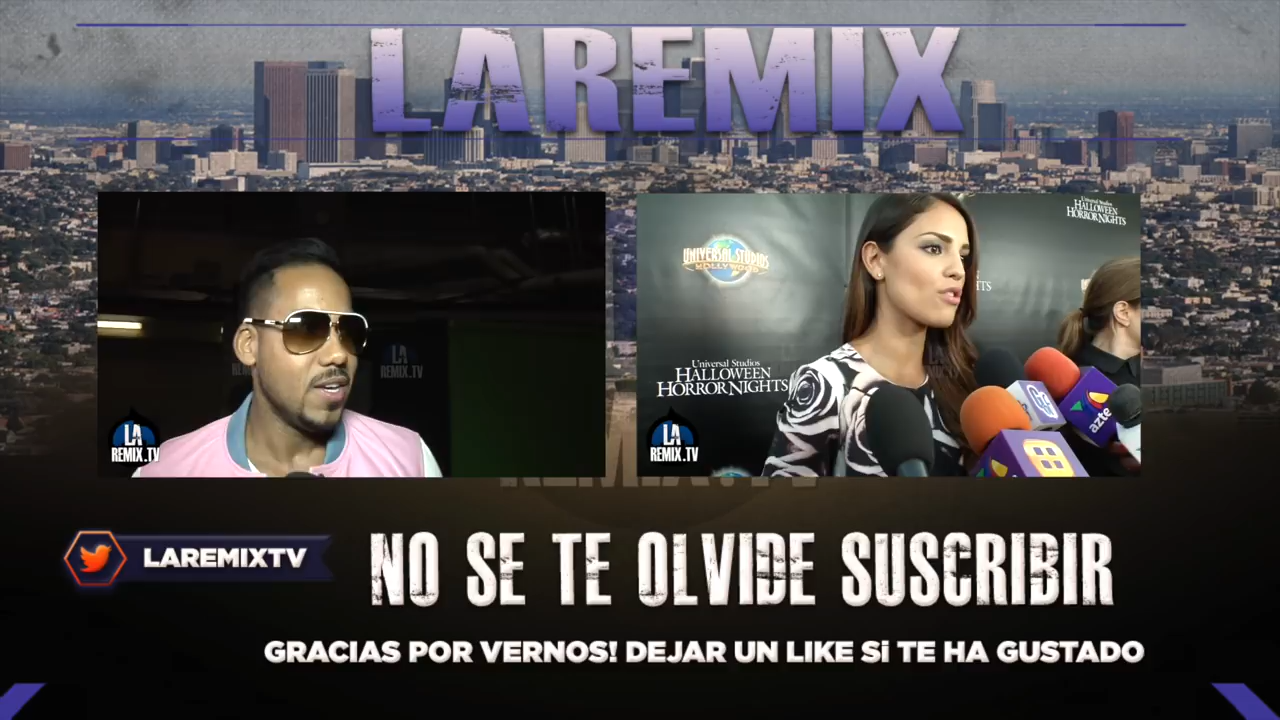 LAREMIX
UNIVERSAL STUDIOS
HOLLYWOOD
Universal Studios
HALLOWEEN
HORROR NIGHTS
Universal Studios
HALLOWEEN
HORROR NIGHTS
LA
REMIX.TV
LA
REMIX.TV
LA
REMIX.TV
azte
LAREMIXTV
NO SE TE OLVIDE SUSCRIBIR
GRACIAS POR VERNOS! DEJAR UN LIKE Si TE HA GUSTADO